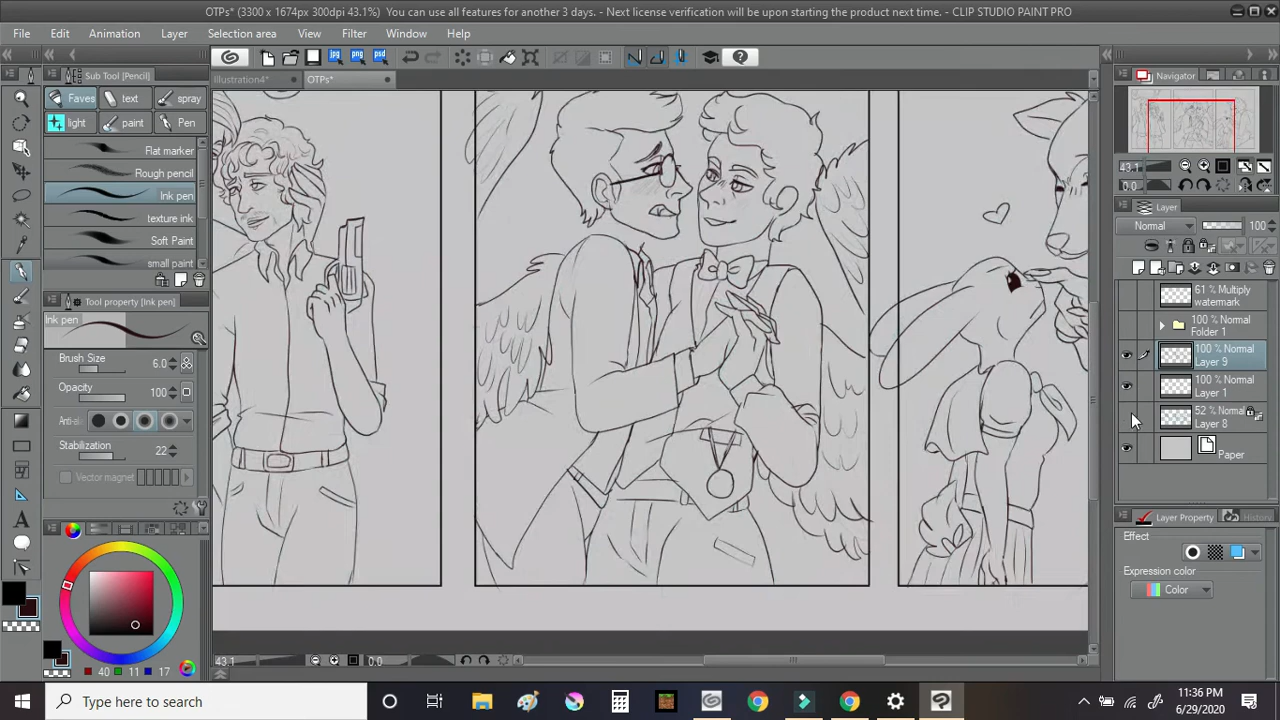 OTPs* (3300 x 1674px 300dpi 43.1%)  You can use all features for another 3 days. - Next license verification will be upon starting the product next time. - CLIP STUDIO PAINT PRO
File Edit Animation Layer Selection area View Filter Window Help
Illustration4* OTPs*
Sub Tool [Pencil]
Faves text spray
light paint Pen
Flat marker
Rough pencil
Ink pen
texture ink
Soft Paint
small paint
Tool property [Ink pen]
Ink pen
Brush Size 6.0
Opacity 100
Anti-ali
Stabilization 22
Vector magnet
40 11 17
43.1 0.0
Navigator
43.1
0.0
Layer
Normal 100
61 % Multiply
watermark
100 % Normal
Folder 1
100 % Normal
Layer 9
100 % Normal
Layer 1
52 % Normal
Layer 8
Paper
Layer Property History
Effect
Expression color
Color
Type here to search
11:36 PM
6/29/2020